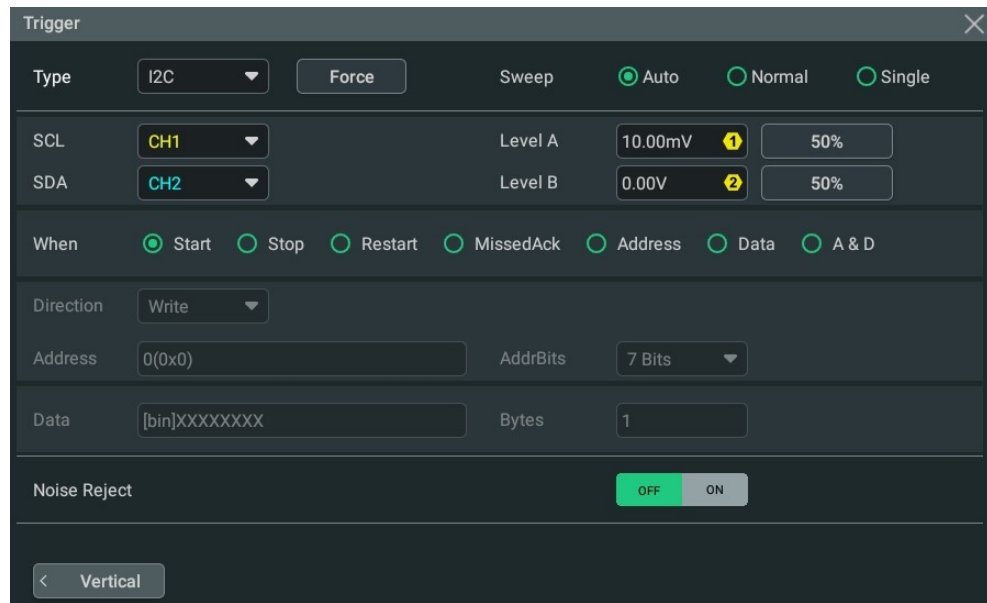 Trigger
Type I2C Force Sweep Auto Normal Single
SCL CH1 Level A 10.00mV 1 50%
SDA CH2 Level B 0.00V 2 50%
When Start Stop Restart MissedAck Address Data A & D
Direction Write
Address 0(0x0) AddrBits 7 Bits
Data [bin]XXXXXXXX Bytes 1
Noise Reject OFF ON
< Vertical